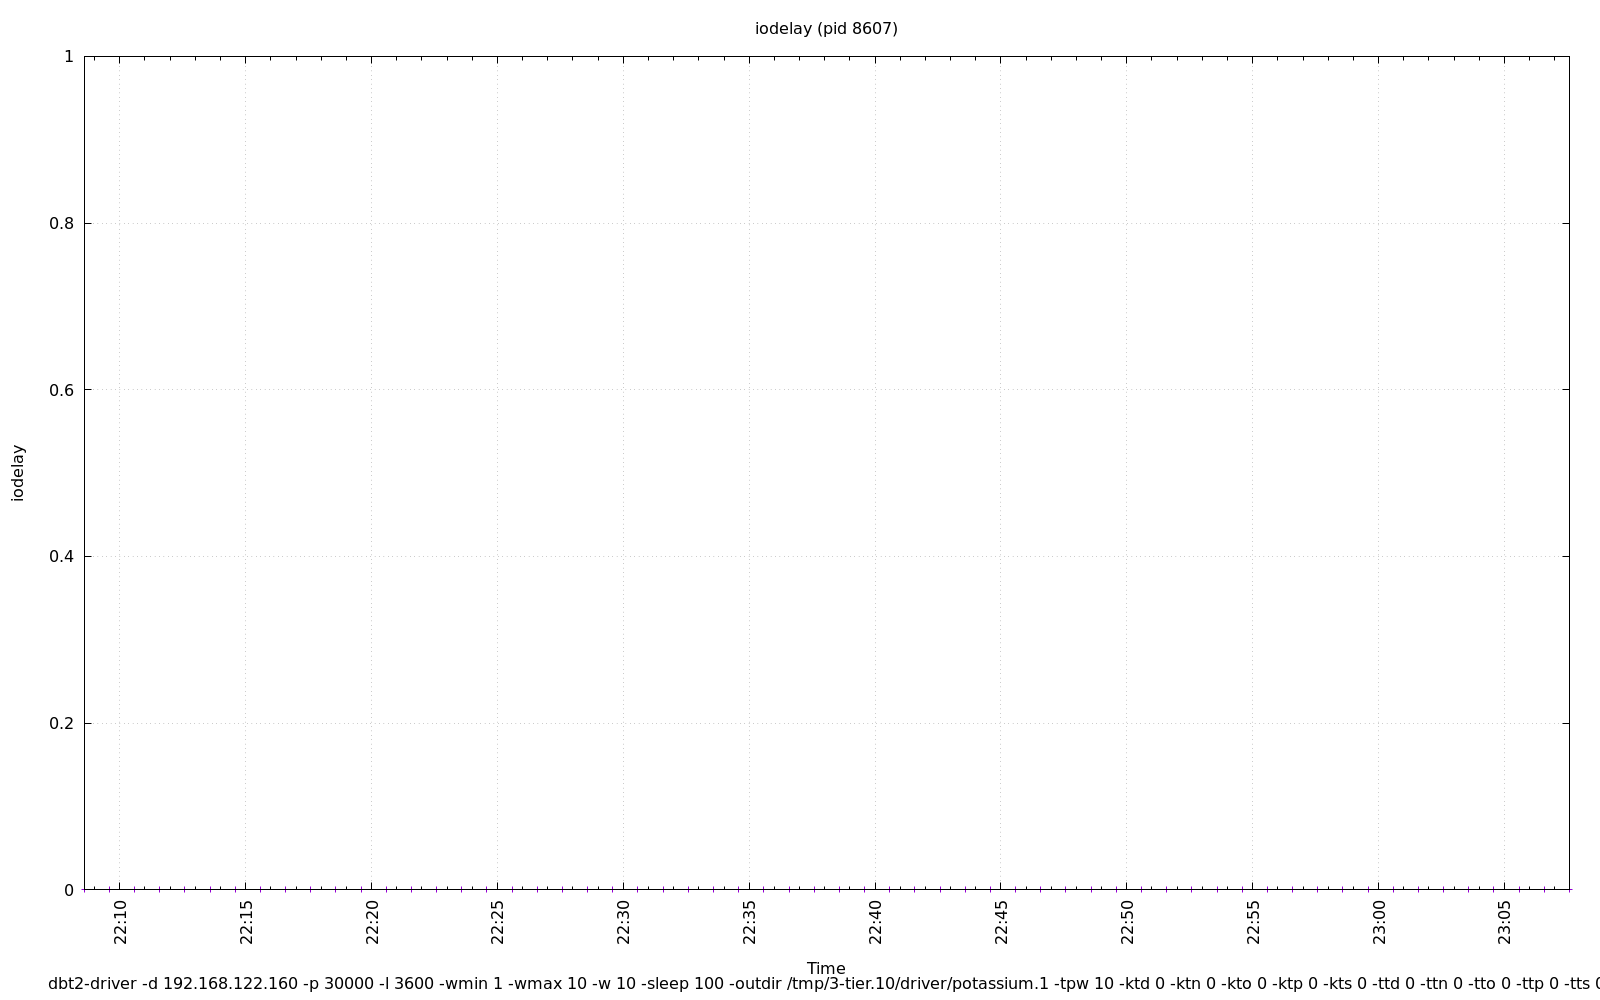 iodelay (pid 8607)
1
0.8
0.6
0.4
0.2
0
iodelay
22:10 22:15 22:20 22:25 22:30 22:35 22:40 22:45 22:50 22:55 23:00 23:05
Time
dbt2-driver -d 192.168.122.160 -p 30000 -l 3600 -wmin 1 -wmax 10 -w 10 -sleep 100 -outdir /tmp/3-tier.10/driver/potassium.1 -tpw 10 -ktd 0 -ktn 0 -kto 0 -ktp 0 -kts 0 -ttd 0 -ttn 0 -tto 0 -ttp 0 -tts 0